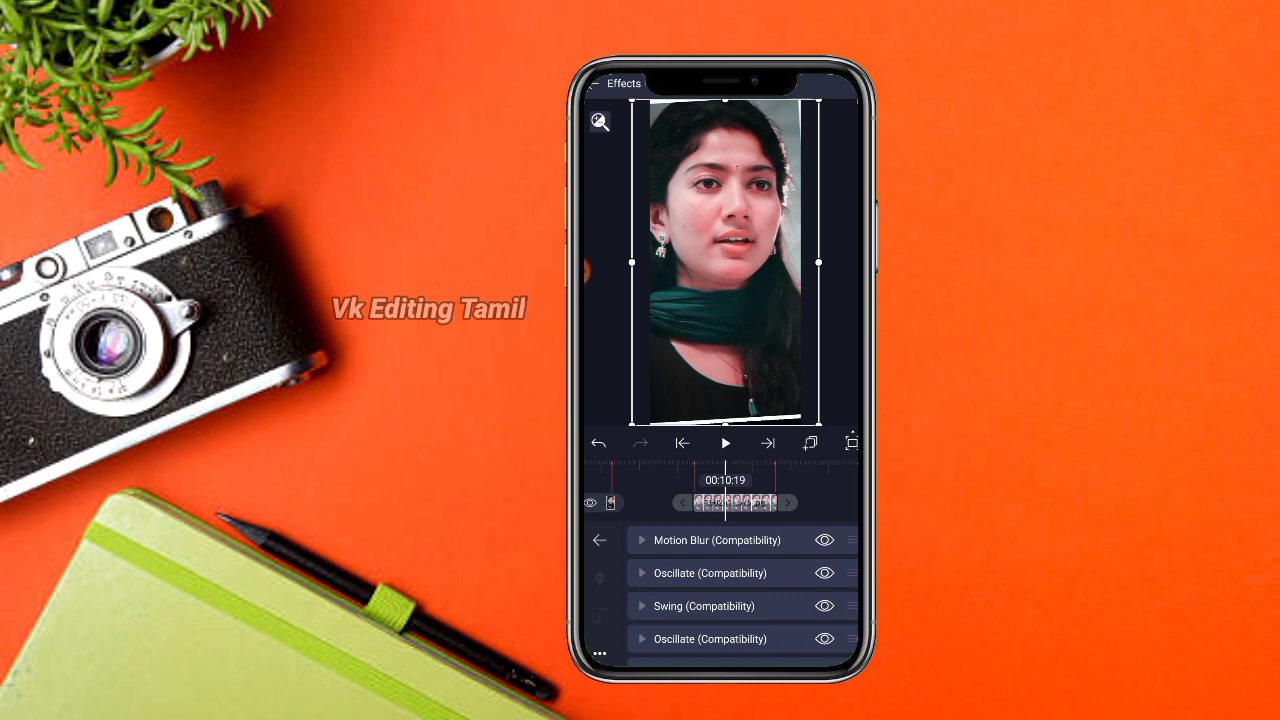 Effects
Vk Editing Tamil
00:10:19
Motion Blur (Compatibility)
Oscillate (Compatibility)
Swing (Compatibility)
Oscillate (Compatibility)